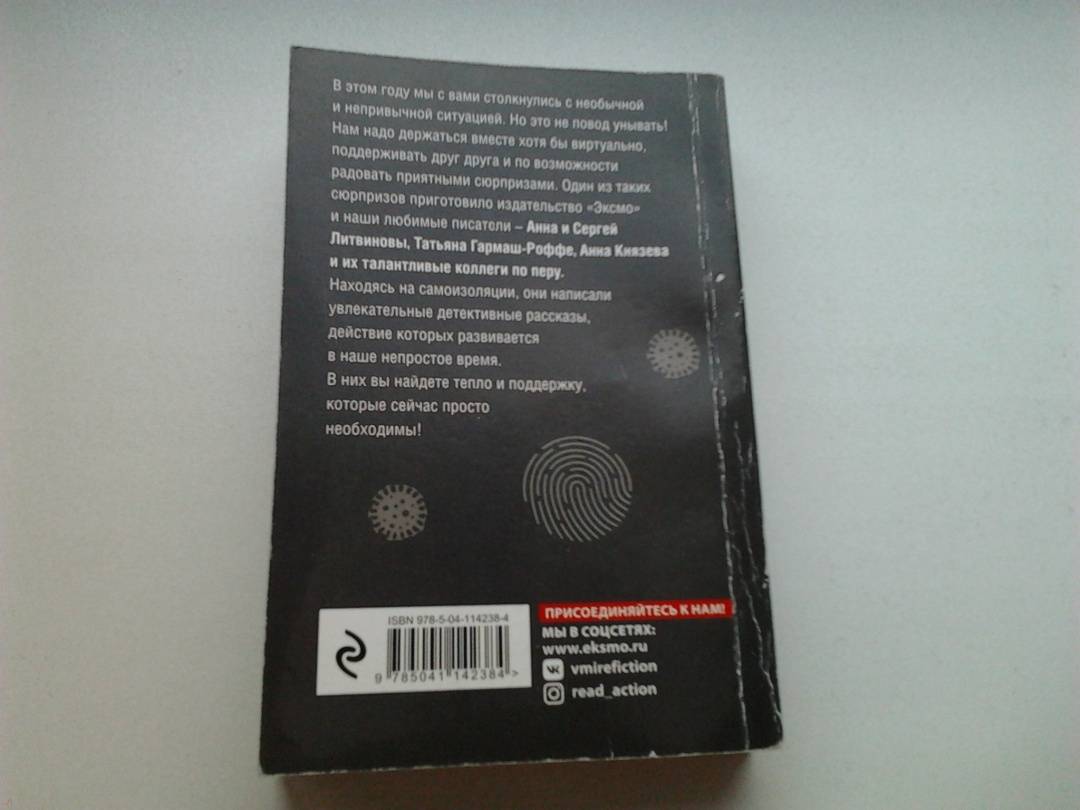 В этом году мы с вами столкнулись с необычной
и непривычной ситуацией. Но это не повод унывать!
Нам надо держаться вместе хотя бы виртуально,
поддерживать друг друга и по возможности
радовать приятными сюрпризами. Один из таких
сюрпризов приготовило издательство «Эксмо»
и наши любимые писатели – Анна и Сергей
Литвиновы, Татьяна Гармаш-Роффе, Анна Князева
и их талантливые коллеги по перу.
Находясь на самоизоляции, они написали
увлекательные детективные рассказы,
действие которых развивается
в наше непростое время.
В них вы найдете тепло и поддержку,
которые сейчас просто
необходимы!
ISBN 978-5-04-114238-4
9 785041 142384 >
ПРИСОЕДИНЯЙТЕСЬ К НАМ!
МЫ В СОЦСЕТЯХ:
www.eksmo.ru
vmirefiction
read_action